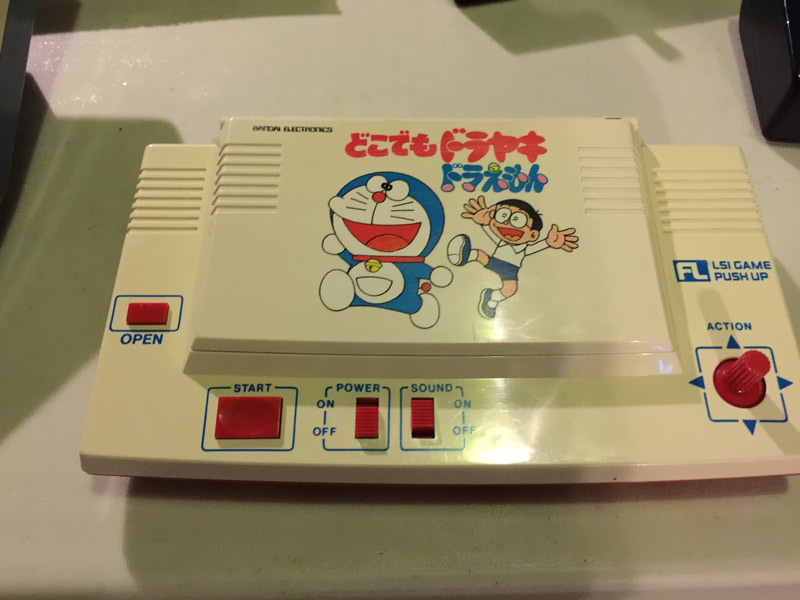 BANDAI ELECTRONICS
どこでもドラヤキ
ドラえもん
FL LSI GAME
PUSH UP
OPEN
ACTION
START
POWER
ON
OFF
SOUND
ON
OFF